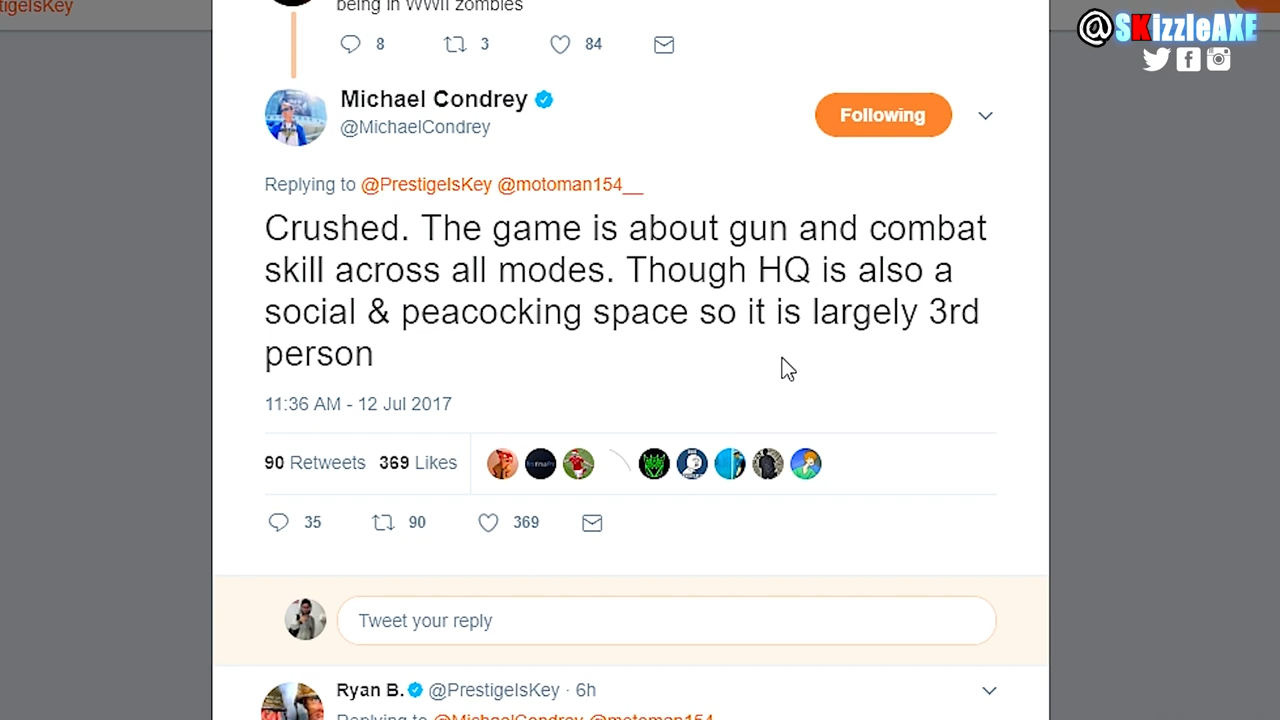 tigeIsKey
being in WWII zombies
@SKizzleAXE
8 3 84
Michael Condrey
@MichaelCondrey
Following
Replying to @PrestigeIsKey @motoman154__
Crushed. The game is about gun and combat
skill across all modes. Though HQ is also a
social & peacocking space so it is largely 3rd
person
11:36 AM - 12 Jul 2017
90 Retweets 369 Likes
35 90 369
Tweet your reply
Ryan B. @PrestigeIsKey · 6h
Replying to @MichaelCondrey @motoman154